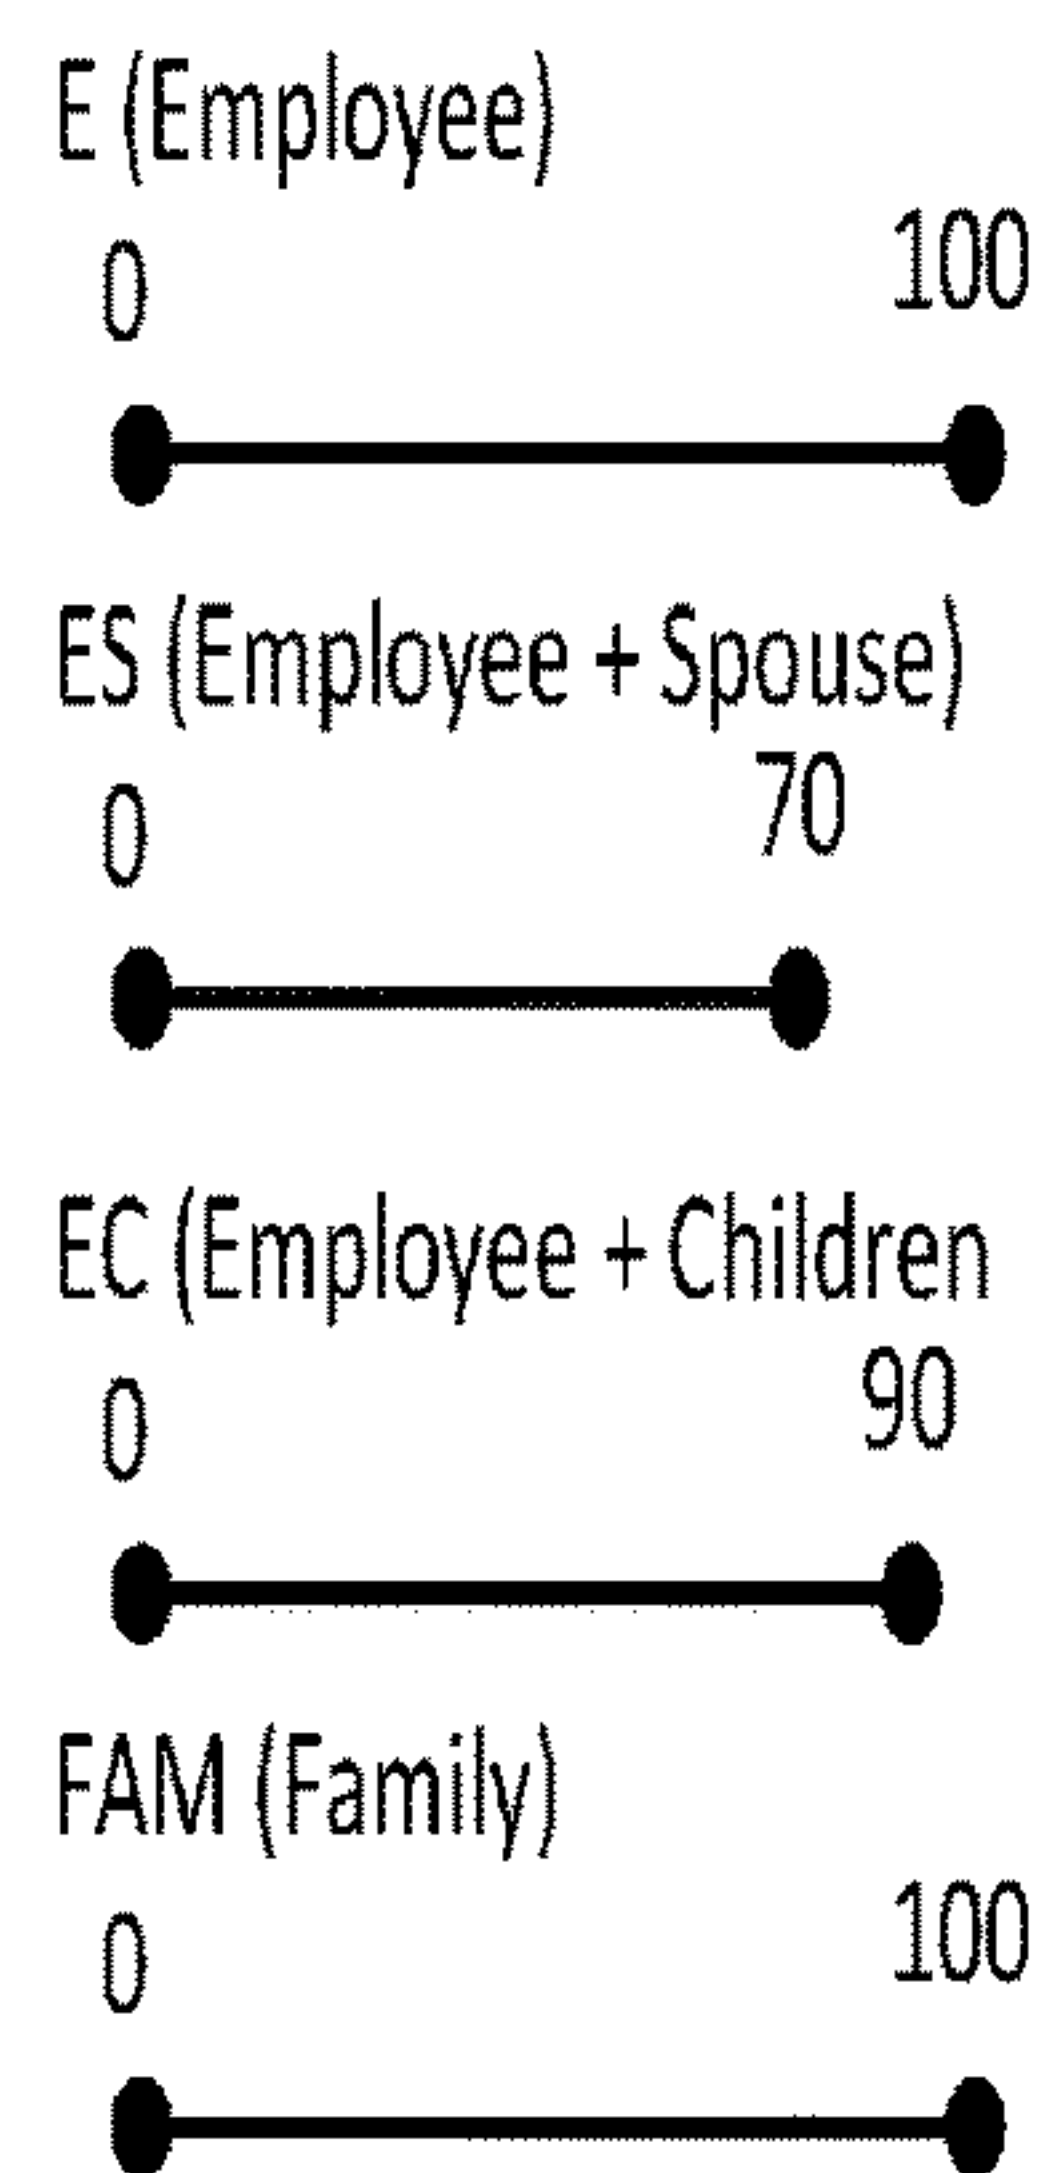 E (Employee)
0 100
ES (Employee + Spouse)
0 70
EC (Employee + Children
0 90
FAM (Family)
0 100